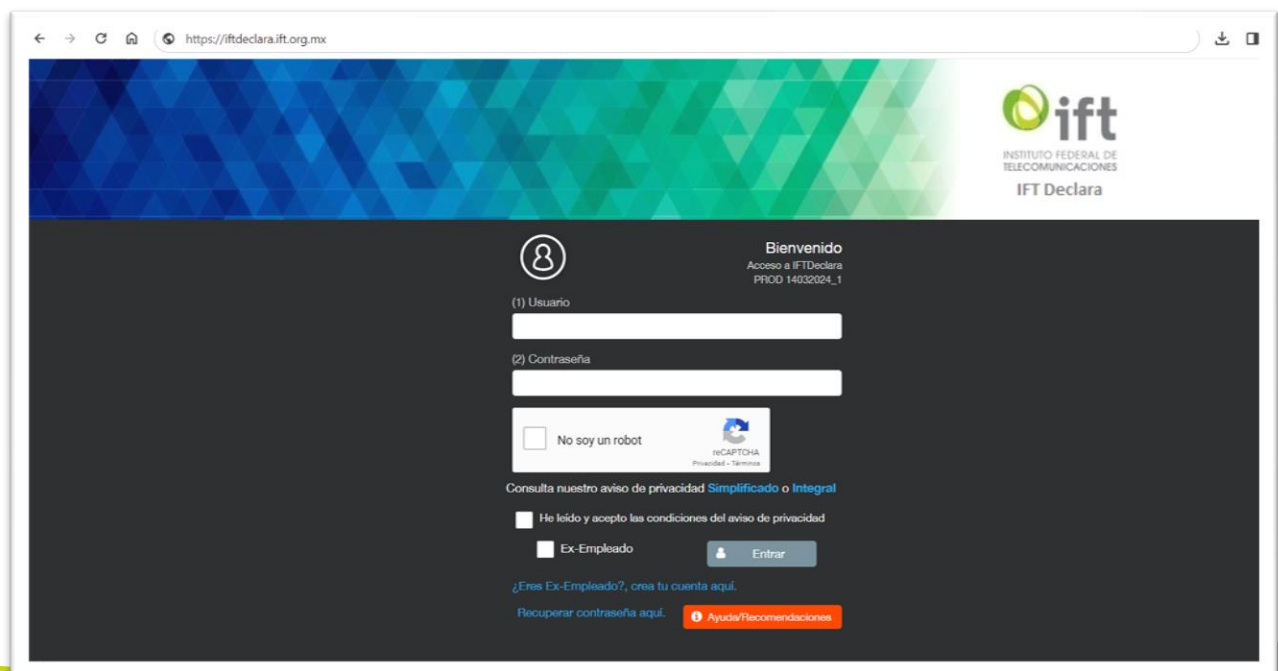 https://iftdeclara.ift.org.mx
ift
INSTITUTO FEDERAL DE
TELECOMUNICACIONES
IFT Declara
Bienvenido
Acceso a IFTDeclara
PROD 14032024_1
(1) Usuario
(2) Contraseña
No soy un robot
reCAPTCHA
Privacidad - Términos
Consulta nuestro aviso de privacidad Simplificado o Integral
He leído y acepto las condiciones del aviso de privacidad
Ex-Empleado
Entrar
¿Eres Ex-Empleado?, crea tu cuenta aquí.
Recuperar contraseña aquí.
Ayuda/Recomendaciones